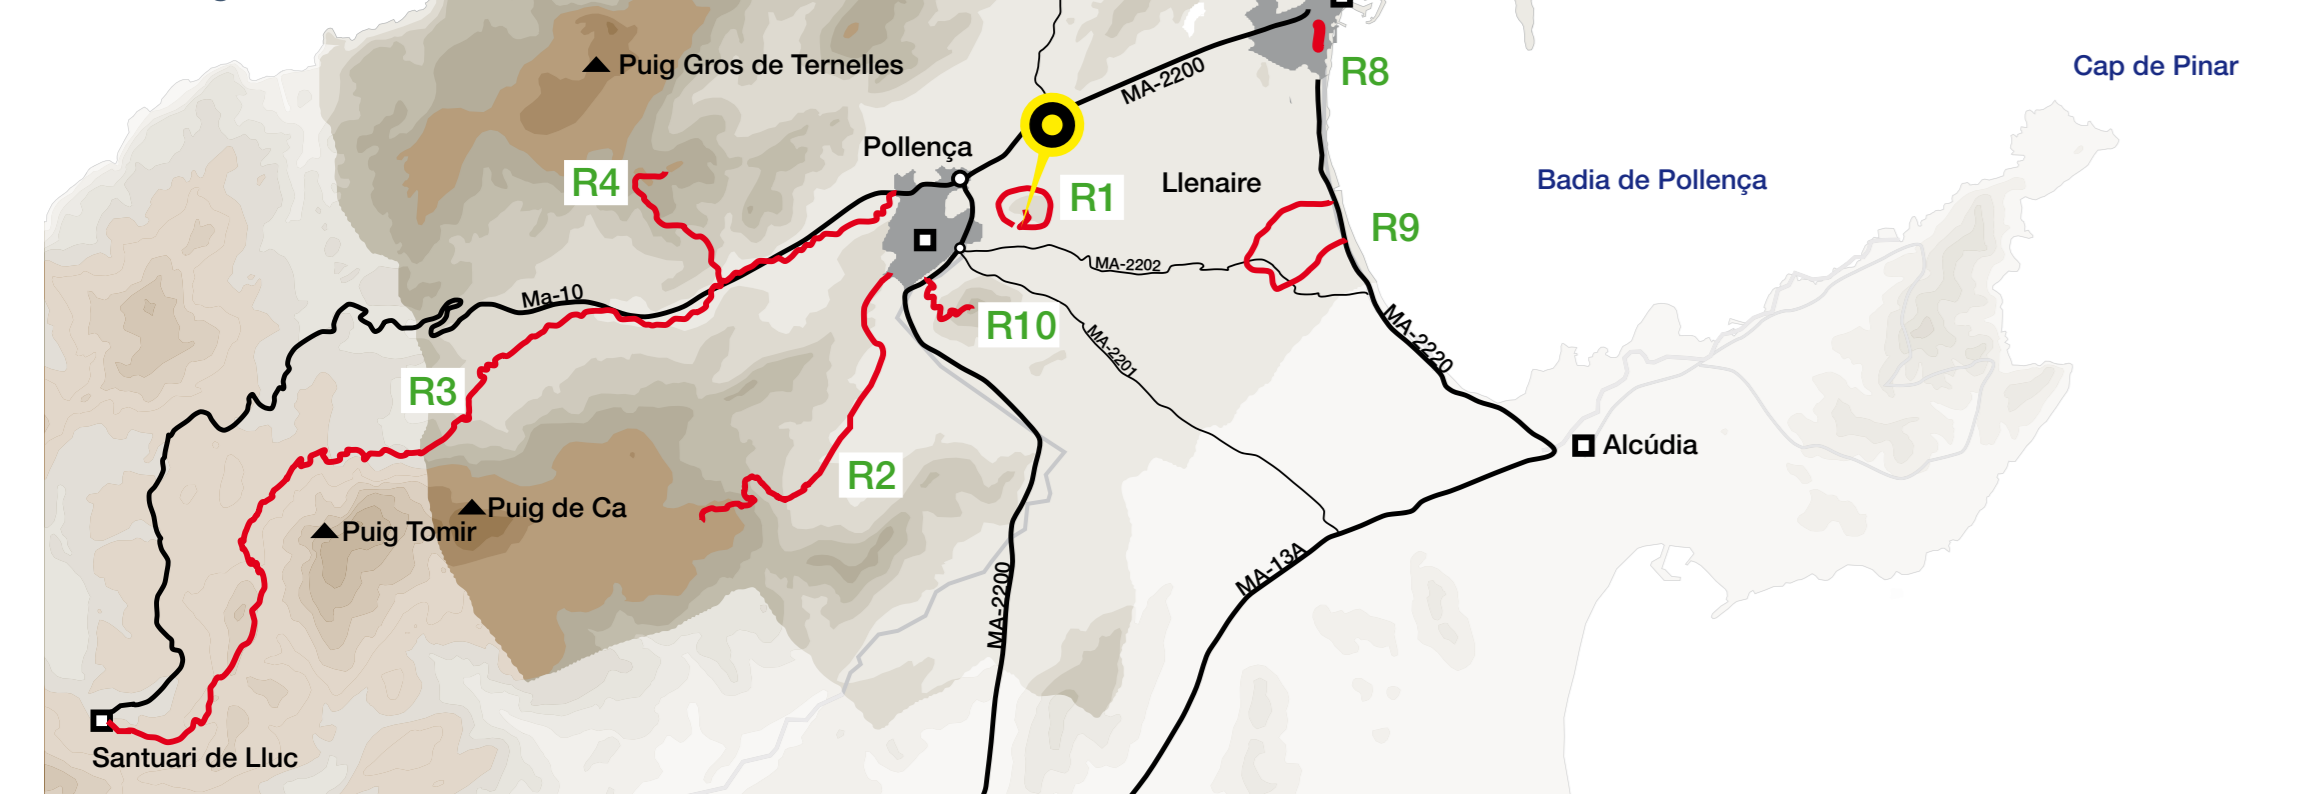 Puig Gros de Ternelles
MA-2200
R8
Cap de Pinar
Pollença
R4
R1
Llenaire
Badia de Pollença
R9
MA-2202
Ma-10
R10
MA-2220
MA-2201
R3
Alcúdia
R2
Puig de Ca
Puig Tomir
MA-13A
MA-2200
Santuari de Lluc